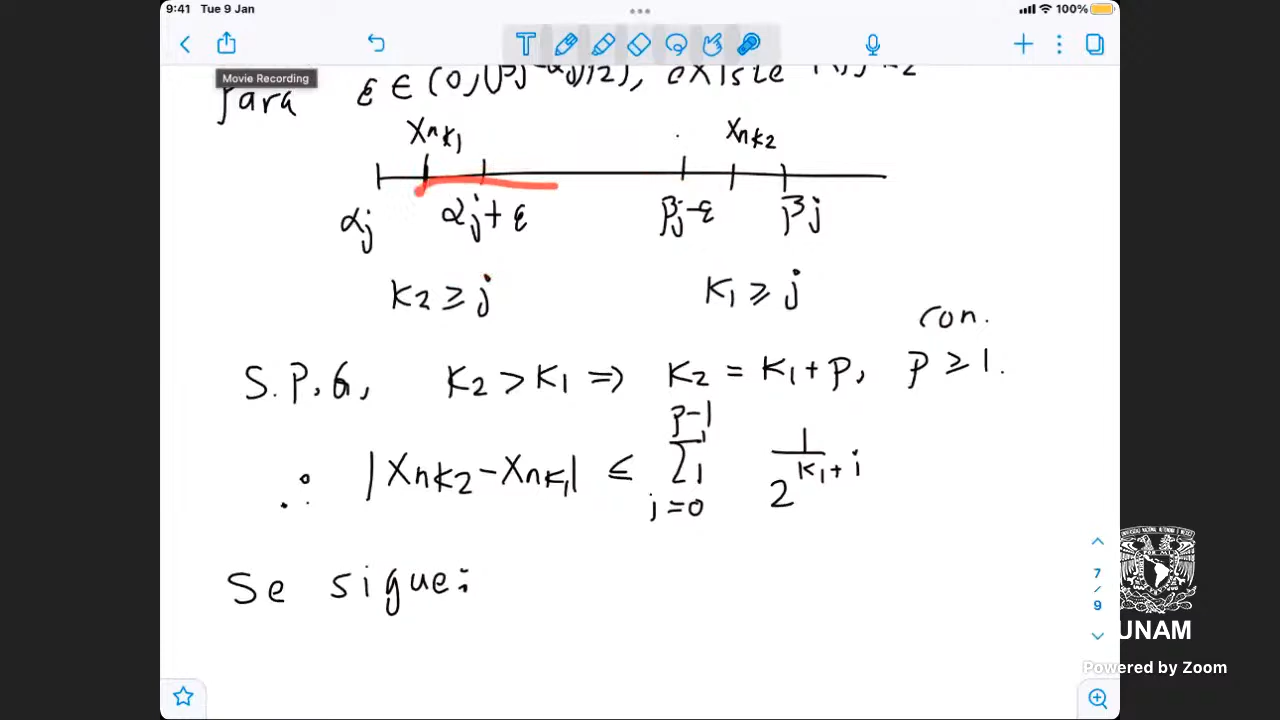 9:41 Tue 9 Jan 100%
Movie Recording
para ε ∈ (0, (βj-αj)/2), existe
Xnk1 Xnk2
αj αj+ε βj-ε βj
K2 ≥ j K1 ≥ j
con.
S.P.G, K2 > K1 ⇒ K2 = K1 + p, p ≥ 1.
p-1 1
∴ |Xnk2 - Xnk1| ≤ Σ 2^{K1+i}
j=0
Se sigue:
7
/
9
UNAM
Powered by Zoom